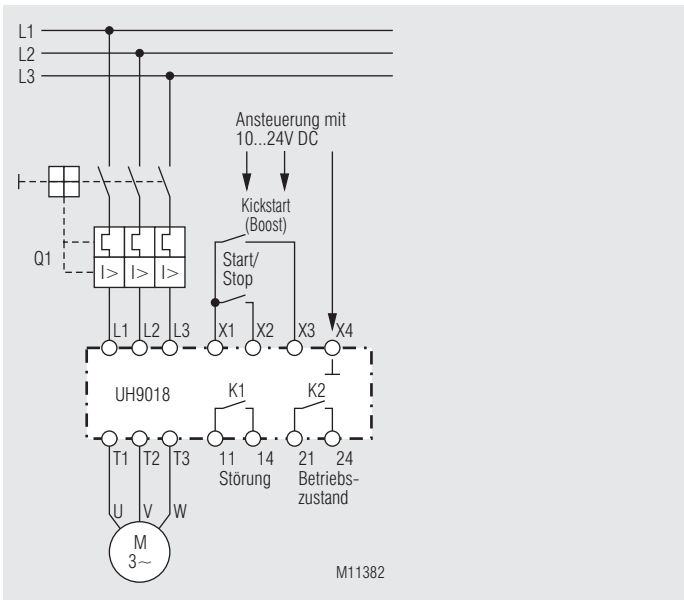 L1
L2
L3
Ansteuerung mit
10...24V DC
Kickstart
(Boost)
Start/
Stop
Q1
I> I> I>
L1 L2 L3 X1 X2 X3 X4
UH9018 K1 K2
T1 T2 T3 11 14 21 24
Störung Betriebs-
zustand
U V W
M
3~
M11382